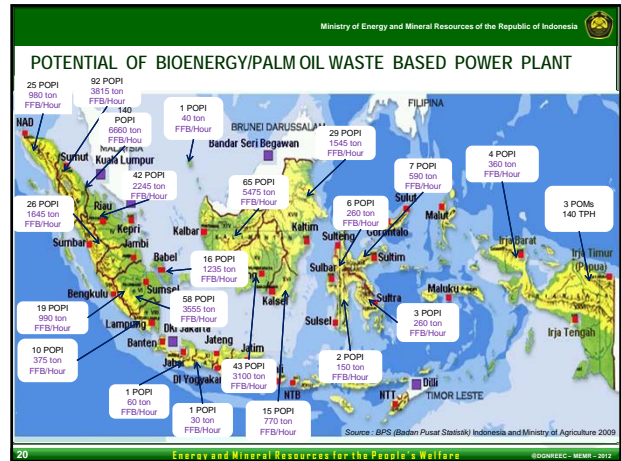 Ministry of Energy and Mineral Resources of the Republic of Indonesia
POTENTIAL OF BIOENERGY/PALM OIL WASTE BASED POWER PLANT
25 POPI
980 ton
FFB/Hour
92 POPI
3815 ton
FFB/Hou
140
POPI
6660 ton
FFB/Hou
1 POPI
40 ton
FFB/Hour
29 POPI
1545 ton
FFB/Hour
7 POPI
590 ton
FFB/Hour
4 POPI
360 ton
FFB/Hour
3 POMs
140 TPH
42 POPI
2245 ton
FFB/Hour
65 POPI
5475 ton
FFB/Hour
6 POPI
260 ton
FFB/Hour
26 POPI
1645 ton
FFB/Hour
16 POPI
1235 ton
FFB/Hour
19 POPI
990 ton
FFB/Hour
58 POPI
3555 ton
FFB/Hour
3 POPI
260 ton
FFB/Hour
10 POPI
375 ton
FFB/Hour
43 POPI
3100 ton
FFB/Hour
2 POPI
150 ton
FFB/Hour
1 POPI
60 ton
FFB/Hour
1 POPI
30 ton
FFB/Hour
15 POPI
770 ton
FFB/Hour
NAD
Sumut
Kuala Lumpur
BRUNEI DARUSSALAM
Bandar Seri Begawan
FILIPINA
Riau
Kepri
Sumbar
Jambi
Babel
Bengkulu
Sumsel
Lampung
Banten
Dki Jakarta
Jateng
Jatim
DI Yogyakar
Kalbar
Kaltim
Kalsel
Sulteng
Gorontalo
Sulut
Malut
Sulbar
Sultim
Sultra
Sulsel
Maluku
Irja Barat
Irja Timur
(Papua)
Irja Tengah
NTB
NTT
Dilli
TIMOR LESTE
Source : BPS (Badan Pusat Statistik) Indonesia and Ministry of Agriculture 2009
20
Energy and Mineral Resources for the People's Welfare
@DGNREEC – MEMR – 2012